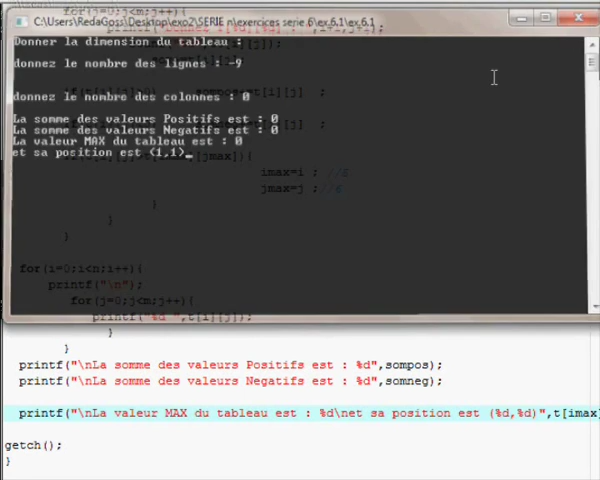 for(j=0;j<m;j++){
C:\Users\RedaGoss\Desktop\exo2\SERIE n\exercices serie.6\ex.6.1\ex.6.1
Donner la dimension du tableau :
donnez le nombre des lignes : -9
donnez le nombre des colonnes : 0
La somme des valeurs Positifs est : 0
La somme des valeurs Negatifs est : 0
La valeur MAX du tableau est : 0
et sa position est (1,1)_
[jmax]){
imax=i ; //E
jmax=j ;//E
}
}
}
for(i=0;i<n;i++){
printf("\n");
for(j=0;j<m;j++){
printf("%d ",t[i][j]);
}
}
printf("\nLa somme des valeurs Positifs est : %d",sompos);
printf("\nLa somme des valeurs Negatifs est : %d",somneg);
printf("\nLa valeur MAX du tableau est : %d\net sa position est (%d,%d)",t[imax]
getch();
}